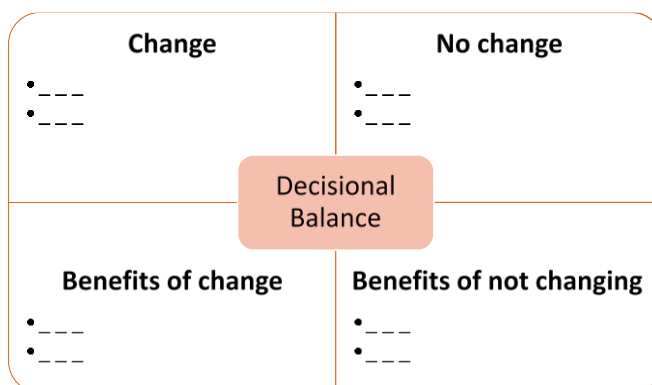 Change
•_ _ _
•_ _ _
No change
•_ _ _
•_ _ _
Decisional
Balance
Benefits of change
•_ _ _
•_ _ _
Benefits of not changing
•_ _ _
•_ _ _